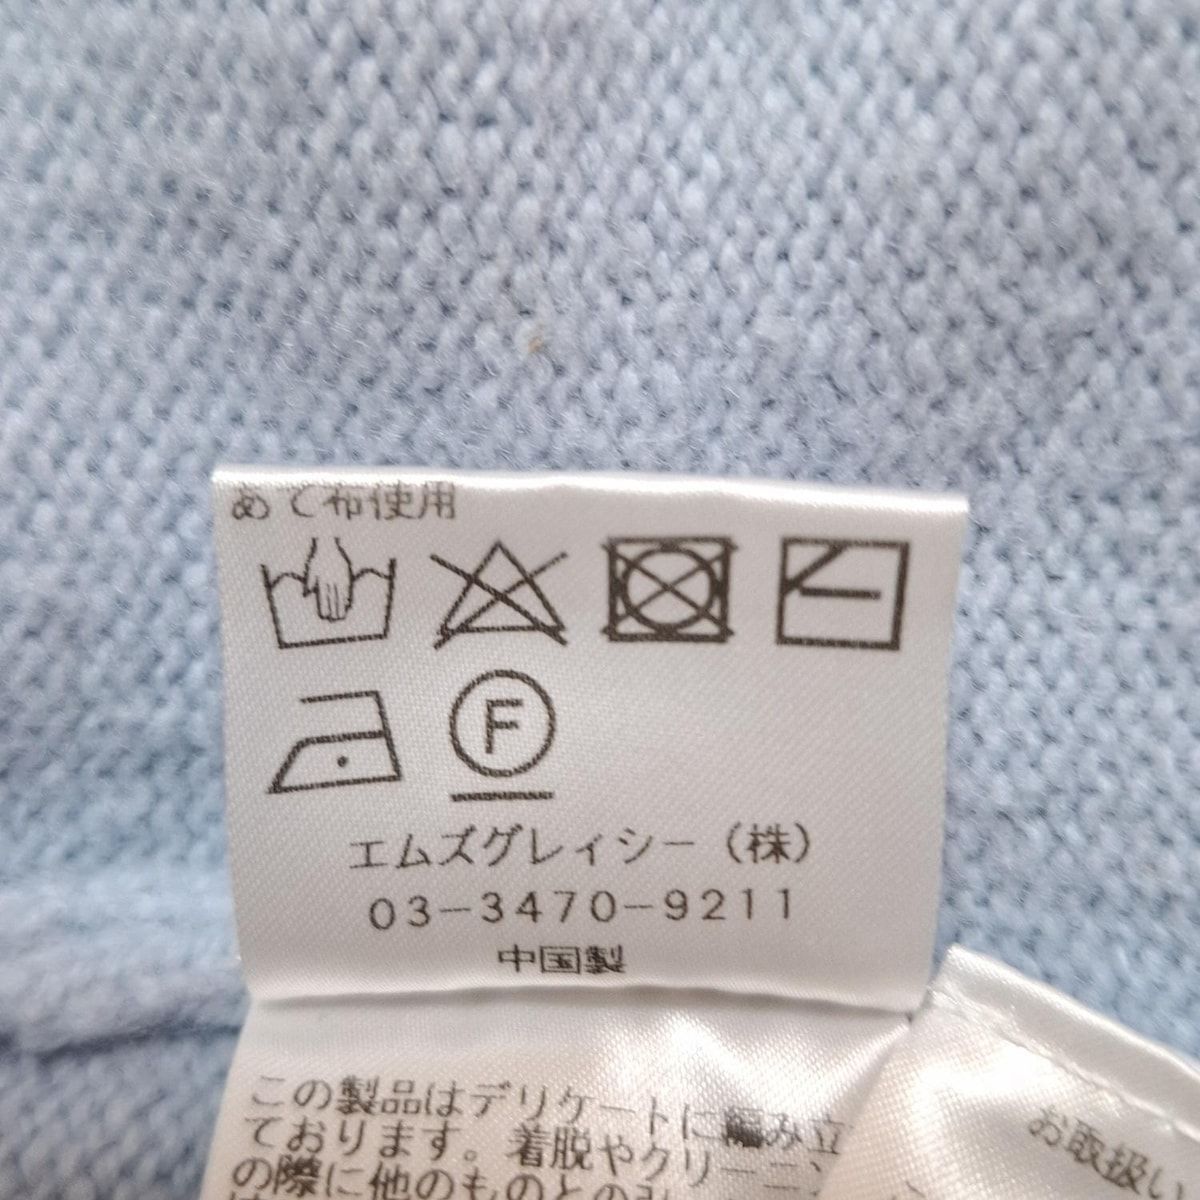 あて布使用
F
エムズグレイシー（株）
03-3470-9211
中国製
この製品はデリケートに編み立
ております。着脱やクリーニン
の際に他のものとの
お取扱い